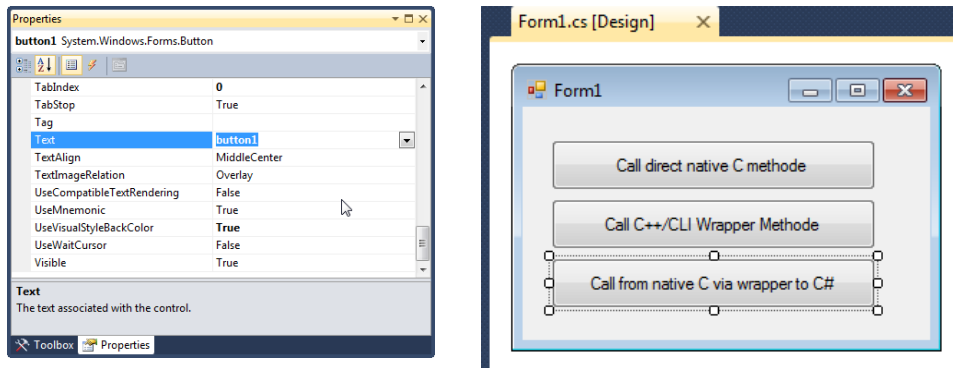 Properties
button1 System.Windows.Forms.Button
TabIndex 0
TabStop True
Tag
Text button1
TextAlign MiddleCenter
TextImageRelation Overlay
UseCompatibleTextRendering False
UseMnemonic True
UseVisualStyleBackColor True
UseWaitCursor False
Visible True
Text
The text associated with the control.
Toolbox Properties
Form1.cs [Design]
Form1
Call direct native C methode
Call C++/CLI Wrapper Methode
Call from native C via wrapper to C#